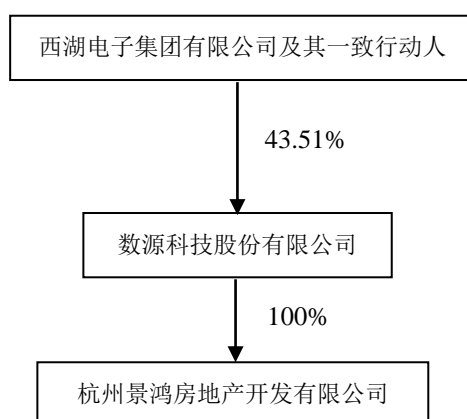 西湖电子集团有限公司及其一致行动人
43.51%
数源科技股份有限公司
100%
杭州景鸿房地产开发有限公司